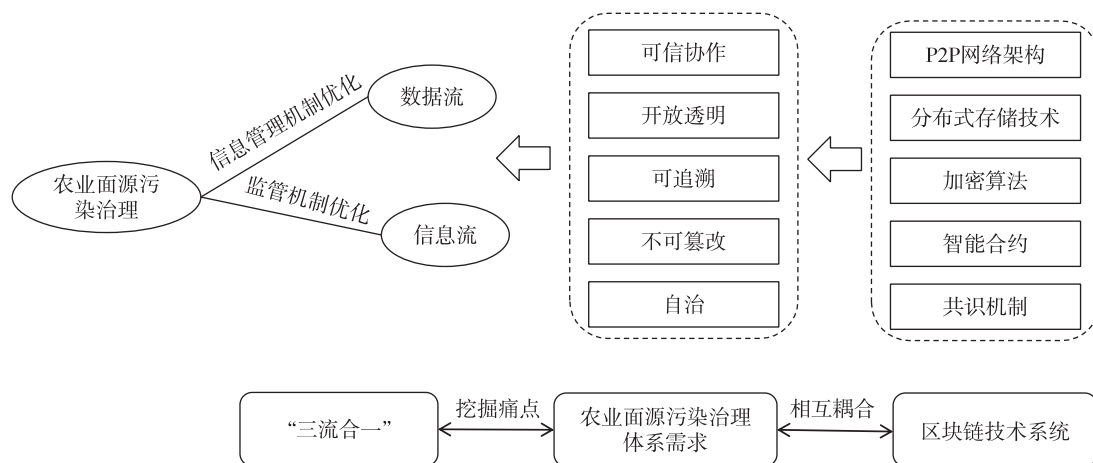 农业面源污
染治理
信息管理机制优化
监管机制优化
数据流
信息流
可信协作
开放透明
可追溯
不可篡改
自治
P2P网络架构
分布式存储技术
加密算法
智能合约
共识机制
“三流合一”
挖掘痛点
农业面源污染治理
体系需求
相互耦合
区块链技术系统